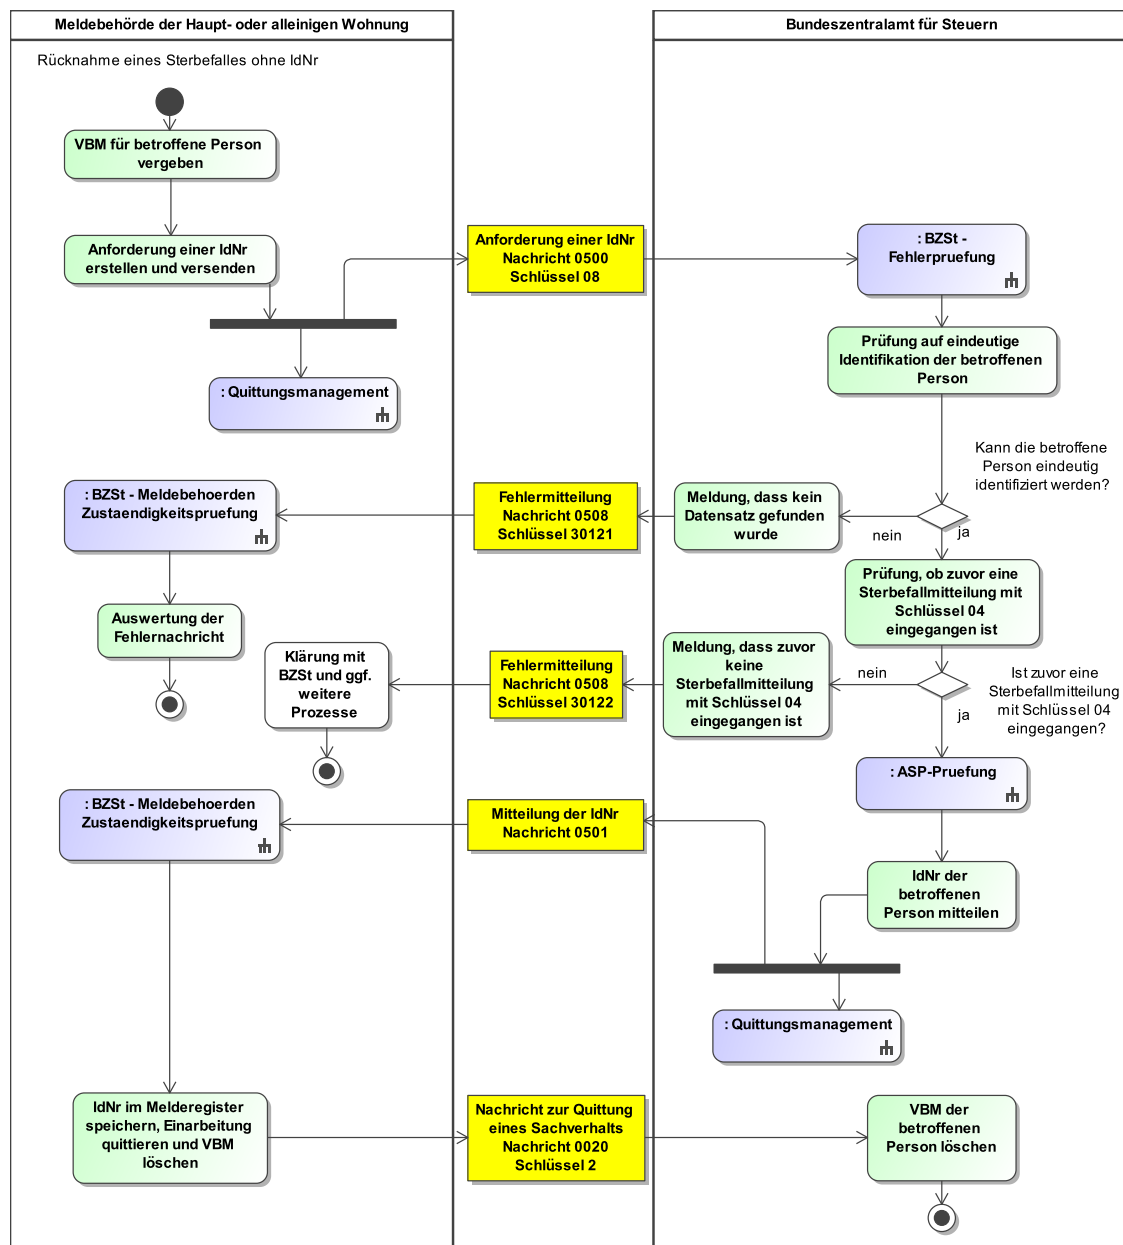 Meldebehörde der Haupt- oder alleinigen Wohnung
Bundeszentralamt für Steuern
Rücknahme eines Sterbefalles ohne IdNr
VBM für betroffene Person
vergeben
Anforderung einer IdNr
erstellen und versenden
Anforderung einer IdNr
Nachricht 0500
Schlüssel 08
: BZSt -
Fehlerpruefung
: Quittungsmanagement
Prüfung auf eindeutige
Identifikation der betroffenen
Person
Kann die betroffene
Person eindeutig
identifiziert werden?
nein
ja
Meldung, dass kein
Datensatz gefunden
wurde
Fehlermitteilung
Nachricht 0508
Schlüssel 30121
: BZSt - Meldebehoerden
Zustaendigkeitspruefung
Auswertung der
Fehlernachricht
Prüfung, ob zuvor eine
Sterbefallmitteilung mit
Schlüssel 04
eingegangen ist
Ist zuvor eine
Sterbefallmitteilung
mit Schlüssel 04
eingegangen?
nein
ja
Meldung, dass zuvor
keine
Sterbefallmitteilung
mit Schlüssel 04
eingegangen ist
Fehlermitteilung
Nachricht 0508
Schlüssel 30122
Klärung mit
BZSt und ggf.
weitere
Prozesse
: ASP-Pruefung
IdNr der
betroffenen
Person mitteilen
Mitteilung der IdNr
Nachricht 0501
: BZSt - Meldebehoerden
Zustaendigkeitspruefung
: Quittungsmanagement
IdNr im Melderegister
speichern, Einarbeitung
quittieren und VBM
löschen
Nachricht zur Quittung
eines Sachverhalts
Nachricht 0020
Schlüssel 2
VBM der
betroffenen
Person löschen